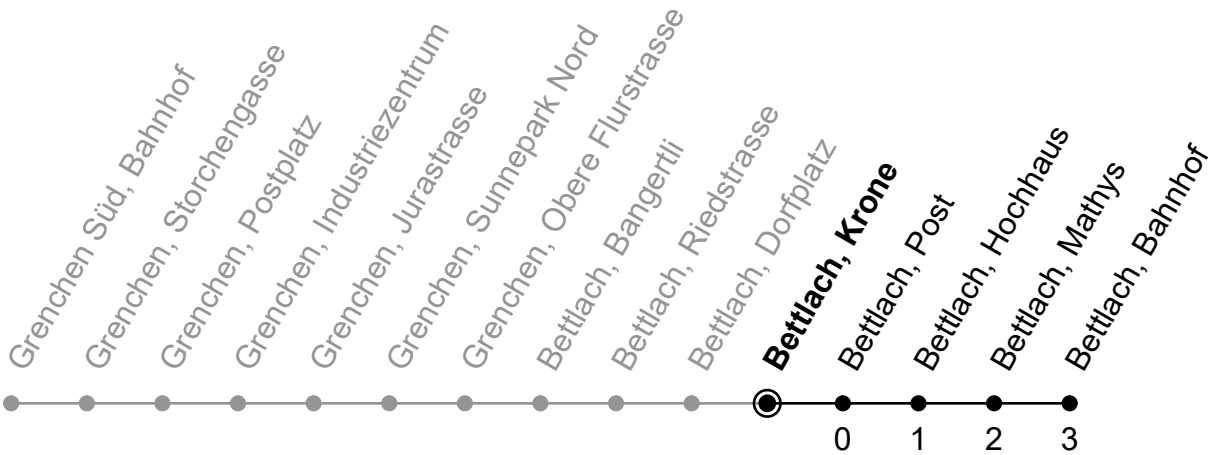 Grenchen Süd, Bahnhof
Grenchen, Storchengasse
Grenchen, Postplatz
Grenchen, Industriezentrum
Grenchen, Jurastrasse
Grenchen, Sunnepark Nord
Grenchen, Obere Flurstrasse
Bettlach, Bangertli
Bettlach, Riedstrasse
Bettlach, Dorfplatz
Bettlach, Krone
Bettlach, Post
Bettlach, Hochhaus
Bettlach, Mathys
Bettlach, Bahnhof
0 1 2 3